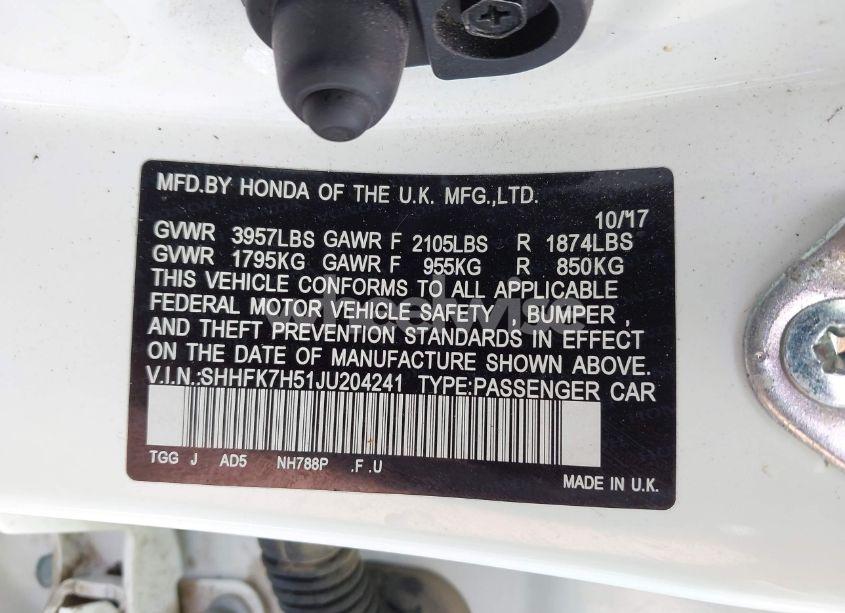 MFD.BY HONDA OF THE U.K. MFG.,LTD.
10/'17
GVWR 3957LBS GAWR F 2105LBS R 1874LBS
GVWR 1795KG GAWR F 955KG R 850KG
THIS VEHICLE CONFORMS TO ALL APPLICABLE
FEDERAL MOTOR VEHICLE SAFETY , BUMPER ,
AND THEFT PREVENTION STANDARDS IN EFFECT
ON THE DATE OF MANUFACTURE SHOWN ABOVE.
V.I.N.:SHHFK7H51JU204241 TYPE:PASSENGER CAR
TGG J AD5 NH788P .F .U
MADE IN U.K.